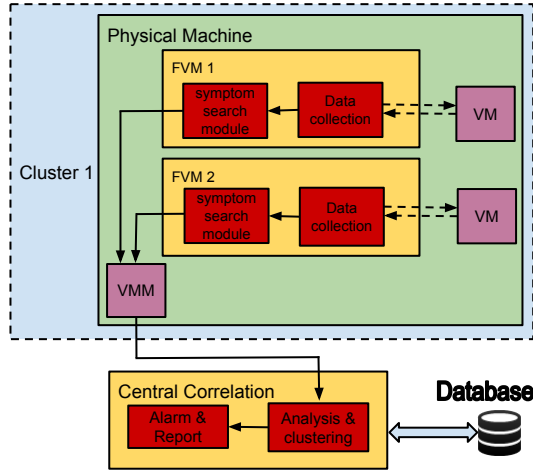 Physical Machine
FVM 1
symptom
search
module
Data
collection
VM
Cluster 1
FVM 2
symptom
search
module
Data
collection
VM
VMM
Central Correlation
Alarm &
Report
Analysis &
clustering
Database